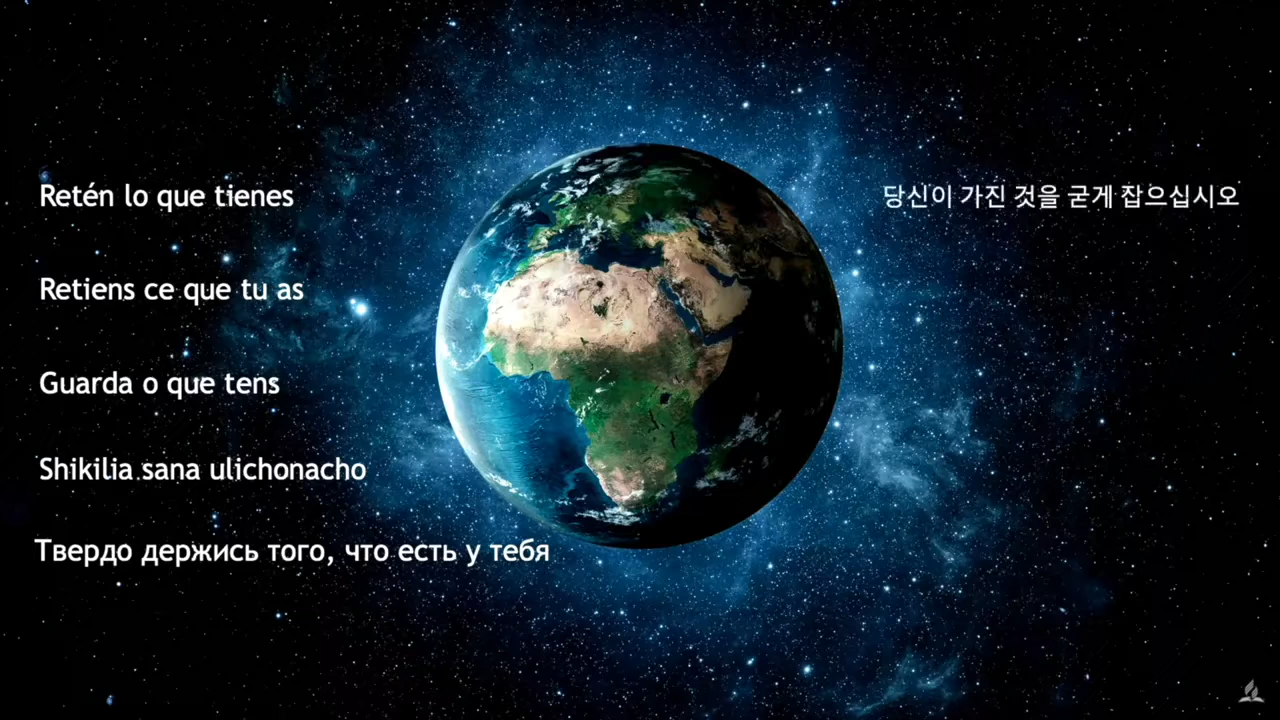 Retén lo que tienes
당신이 가진 것을 굳게 잡으십시오
Retiens ce que tu as
Guarda o que tens
Shikilia sana ulichonacho
Твердо держись того, что есть у тебя